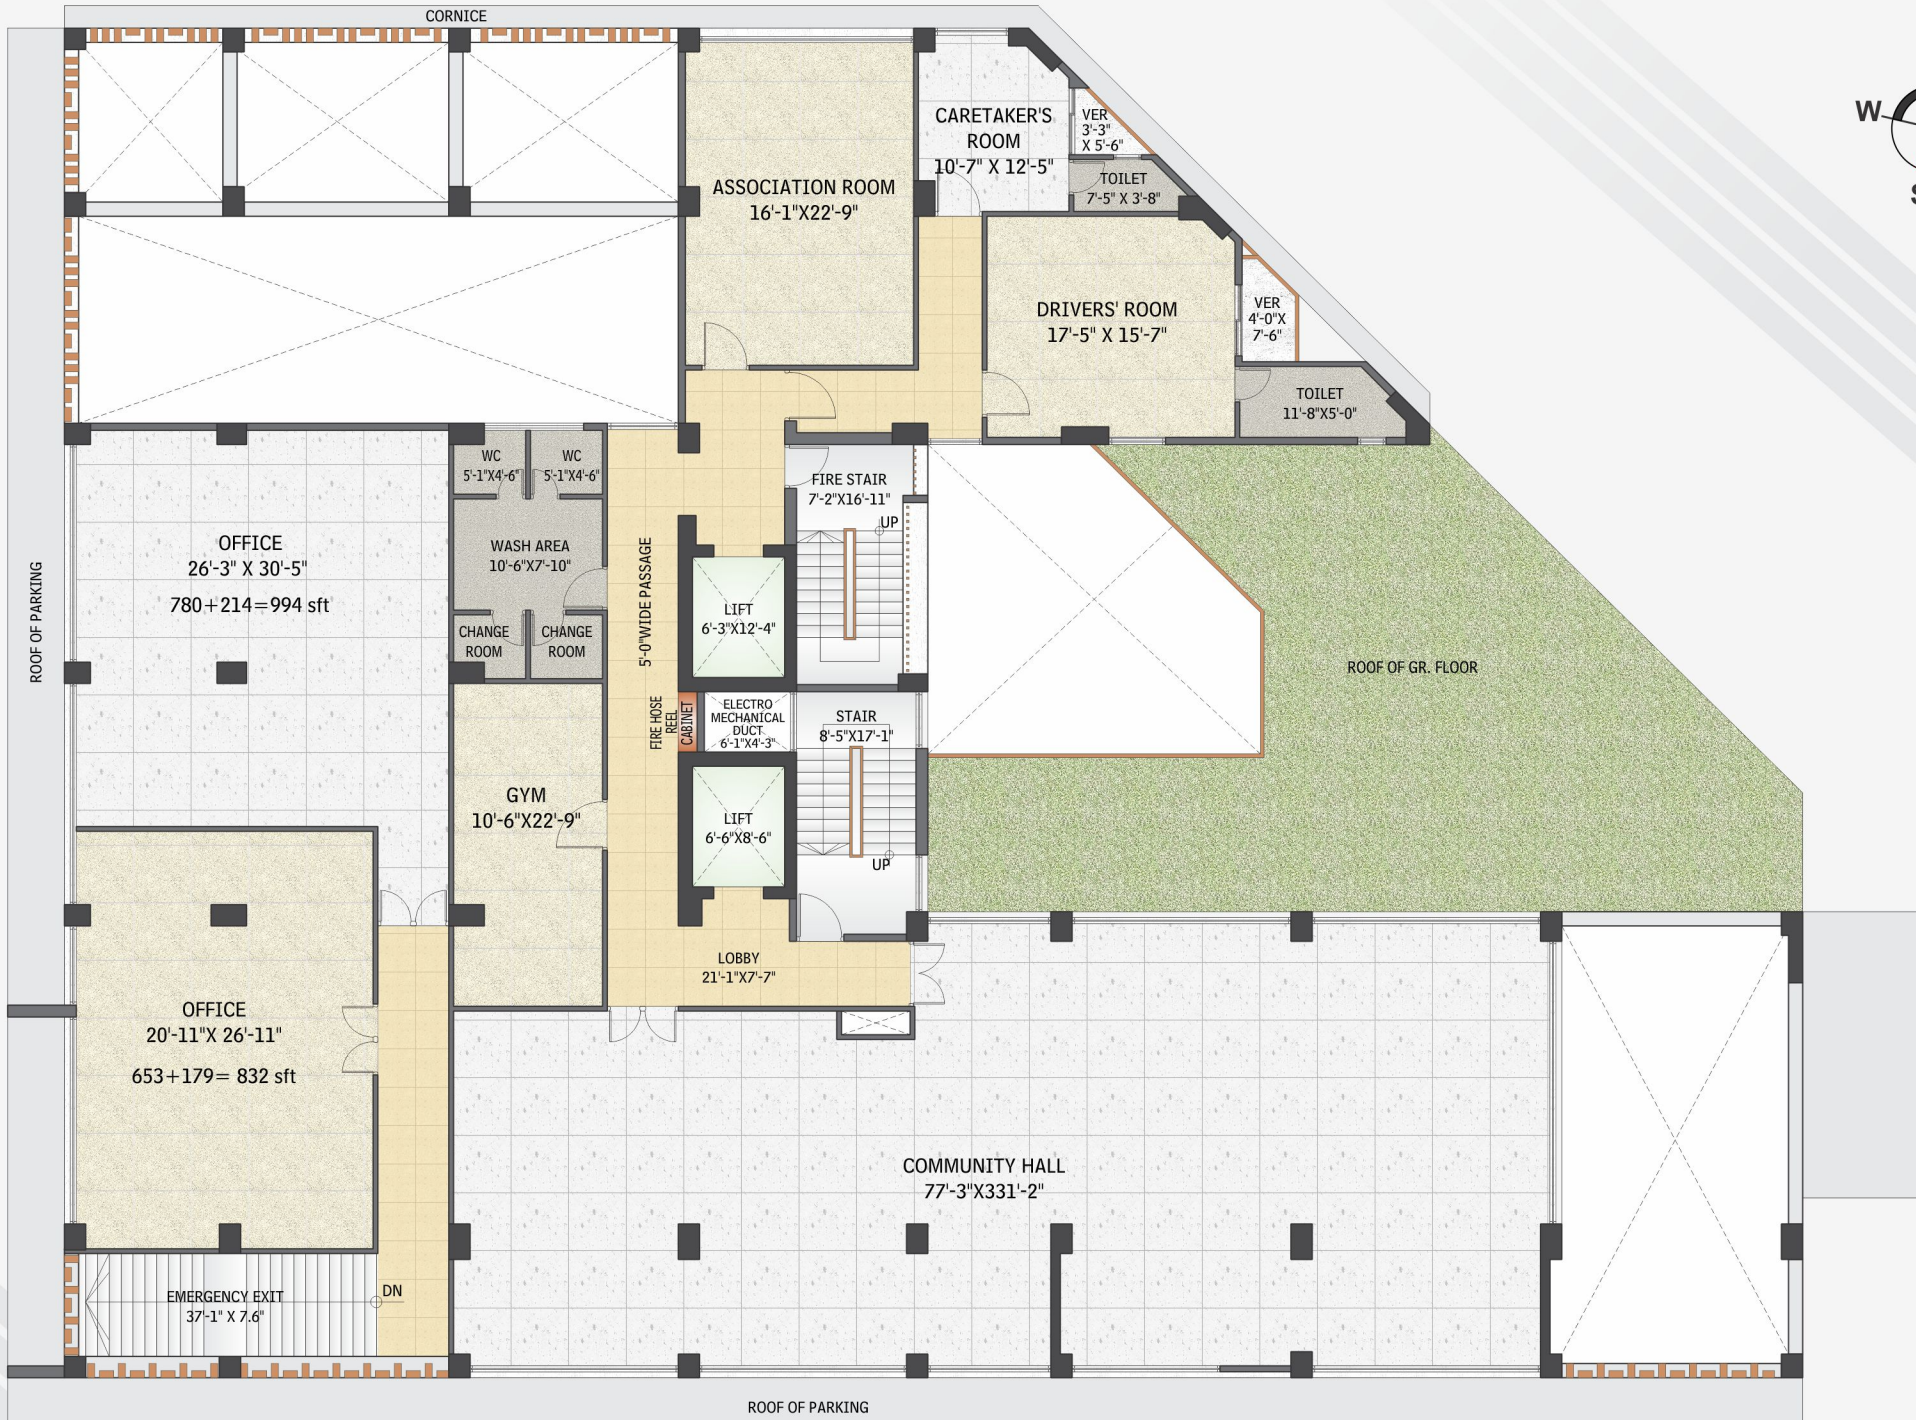 CORNICE
W
S
ASSOCIATION ROOM
16'-1"X22'-9"
CARETAKER'S
ROOM
10'-7" X 12'-5"
VER
3'-3"
X 5'-6"
TOILET
7'-5" X 3'-8"
DRIVERS' ROOM
17'-5" X 15'-7"
VER
4'-0"X
7'-6"
TOILET
11'-8"X5'-0"
ROOF OF PARKING
OFFICE
26'-3" X 30'-5"
780+214=994 sft
WC
5'-1"X4'-6"
WC
5'-1"X4'-6"
WASH AREA
10'-6"X7'-10"
CHANGE
ROOM
CHANGE
ROOM
5'-0"WIDE PASSAGE
FIRE STAIR
7'-2"X16'-11"
UP
LIFT
6'-3"X12'-4"
FIRE HOSE
REEL
CABINET
ELECTRO
MECHANICAL
DUCT
6'-1"X4'-3"
STAIR
8'-5"X17'-1"
UP
ROOF OF GR. FLOOR
GYM
10'-6"X22'-9"
LIFT
6'-6"X8'-6"
LOBBY
21'-1"X7'-7"
OFFICE
20'-11"X 26'-11"
653+179= 832 sft
COMMUNITY HALL
77'-3"X331'-2"
EMERGENCY EXIT
37'-1" X 7.6"
DN
ROOF OF PARKING